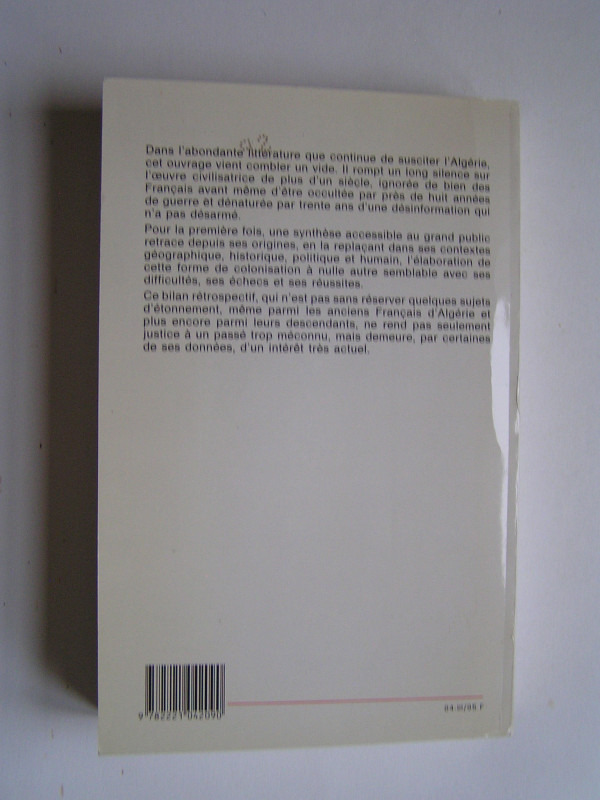 Dans l'abondante littérature que continue de susciter l'Algérie,
cet ouvrage vient combler un vide. Il rompt un long silence sur
l'œuvre civilisatrice de plus d'un siècle, ignorée de bien des
Français avant même d'être occultée par près de huit années
de guerre et dénaturée par trente ans d'une désinformation qui
n'a pas désarmé.
Pour la première fois, une synthèse accessible au grand public
retrace depuis ses origines, en la replaçant dans ses contextes
géographique, historique, politique et humain, l'élaboration de
cette forme de colonisation à nulle autre semblable avec ses
difficultés, ses échecs et ses réussites.
Ce bilan rétrospectif, qui n'est pas sans réserver quelques sujets
d'étonnement, même parmi les anciens Français d'Algérie et
plus encore parmi leurs descendants, ne rend pas seulement
justice à un passé trop méconnu, mais demeure, par certaines
de ses données, d'un intérêt très actuel.
9 782221 042090